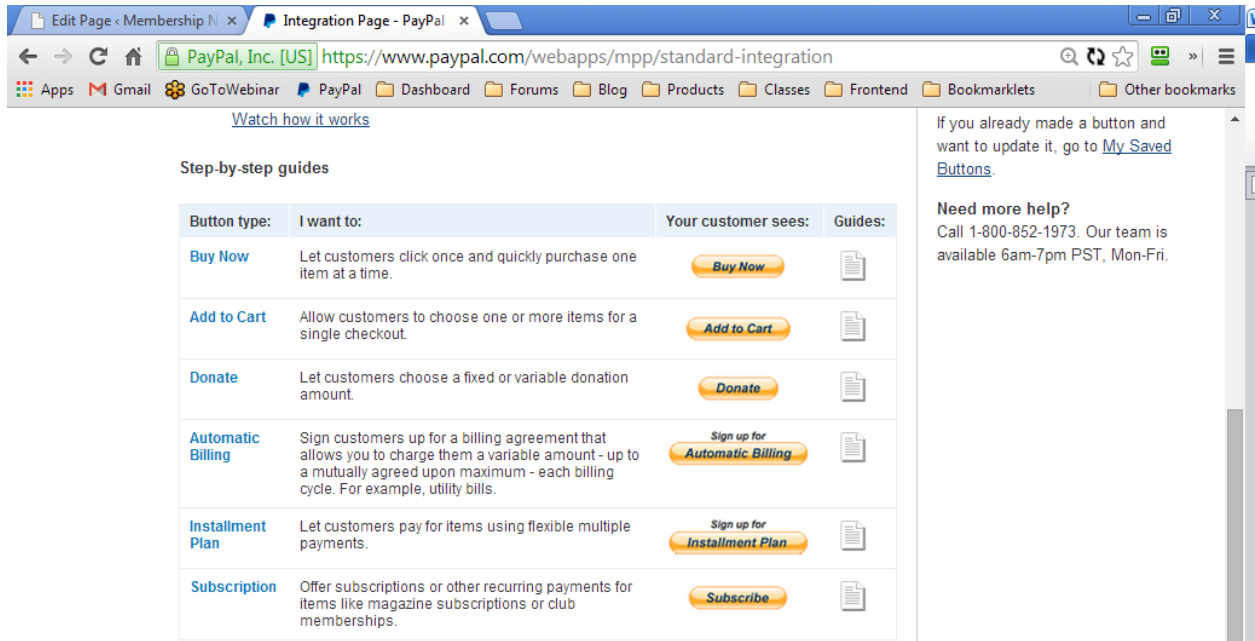 Edit Page ‹ Membership N
Integration Page - PayPal
PayPal, Inc. [US] https://www.paypal.com/webapps/mpp/standard-integration
Apps Gmail GoToWebinar PayPal Dashboard Forums Blog Products Classes Frontend Bookmarklets » Other bookmarks
Watch how it works
Step-by-step guides
Button type: I want to: Your customer sees: Guides:
Buy Now
Let customers click once and quickly purchase one
item at a time.
Buy Now
Add to Cart
Allow customers to choose one or more items for a
single checkout.
Add to Cart
Donate
Let customers choose a fixed or variable donation
amount.
Donate
Automatic
Billing
Sign customers up for a billing agreement that
allows you to charge them a variable amount - up to
a mutually agreed upon maximum - each billing
cycle. For example, utility bills.
Sign up for
Automatic Billing
Installment
Plan
Let customers pay for items using flexible multiple
payments.
Sign up for
Installment Plan
Subscription
Offer subscriptions or other recurring payments for
items like magazine subscriptions or club
memberships.
Subscribe
If you already made a button and
want to update it, go to My Saved
Buttons.
Need more help?
Call 1-800-852-1973. Our team is
available 6am-7pm PST, Mon-Fri.